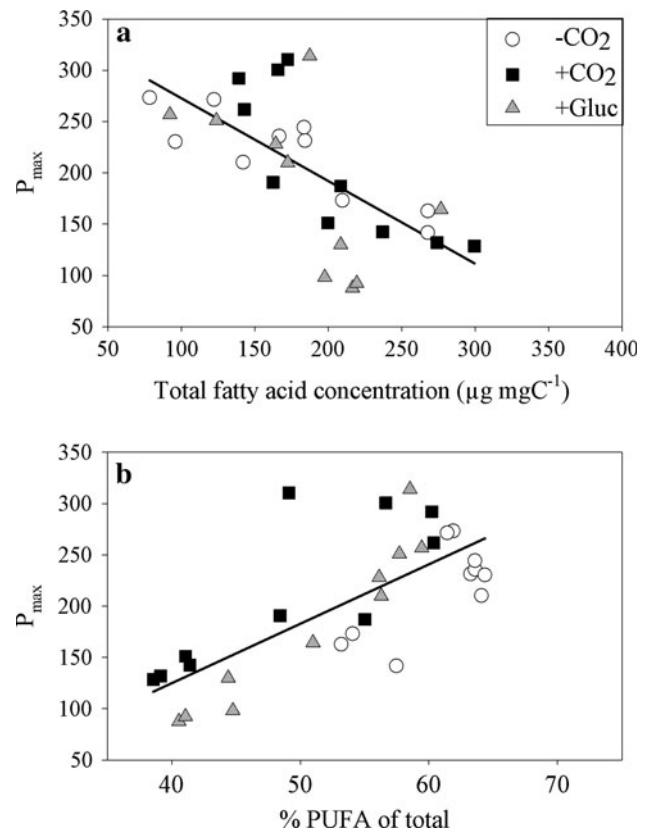 a
350
300
250
200
150
100
50
Pmax
-CO2
+CO2
+Gluc
50 100 150 200 250 300 350 400
Total fatty acid concentration (µg mgC-1)
b
350
300
250
200
150
100
50
Pmax
40 50 60 70
% PUFA of total